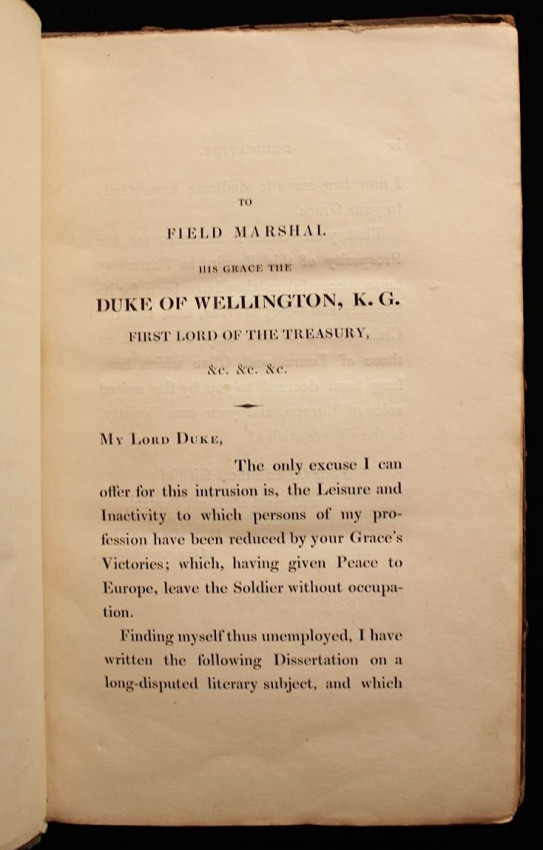 TO
FIELD MARSHAL
HIS GRACE THE
DUKE OF WELLINGTON, K. G.
FIRST LORD OF THE TREASURY,
&c. &c. &c.
MY LORD DUKE,
The only excuse I can
offer for this intrusion is, the Leisure and
Inactivity to which persons of my pro-
fession have been reduced by your Grace's
Victories; which, having given Peace to
Europe, leave the Soldier without occupa-
tion.
Finding myself thus unemployed, I have
written the following Dissertation on a
long-disputed literary subject, and which